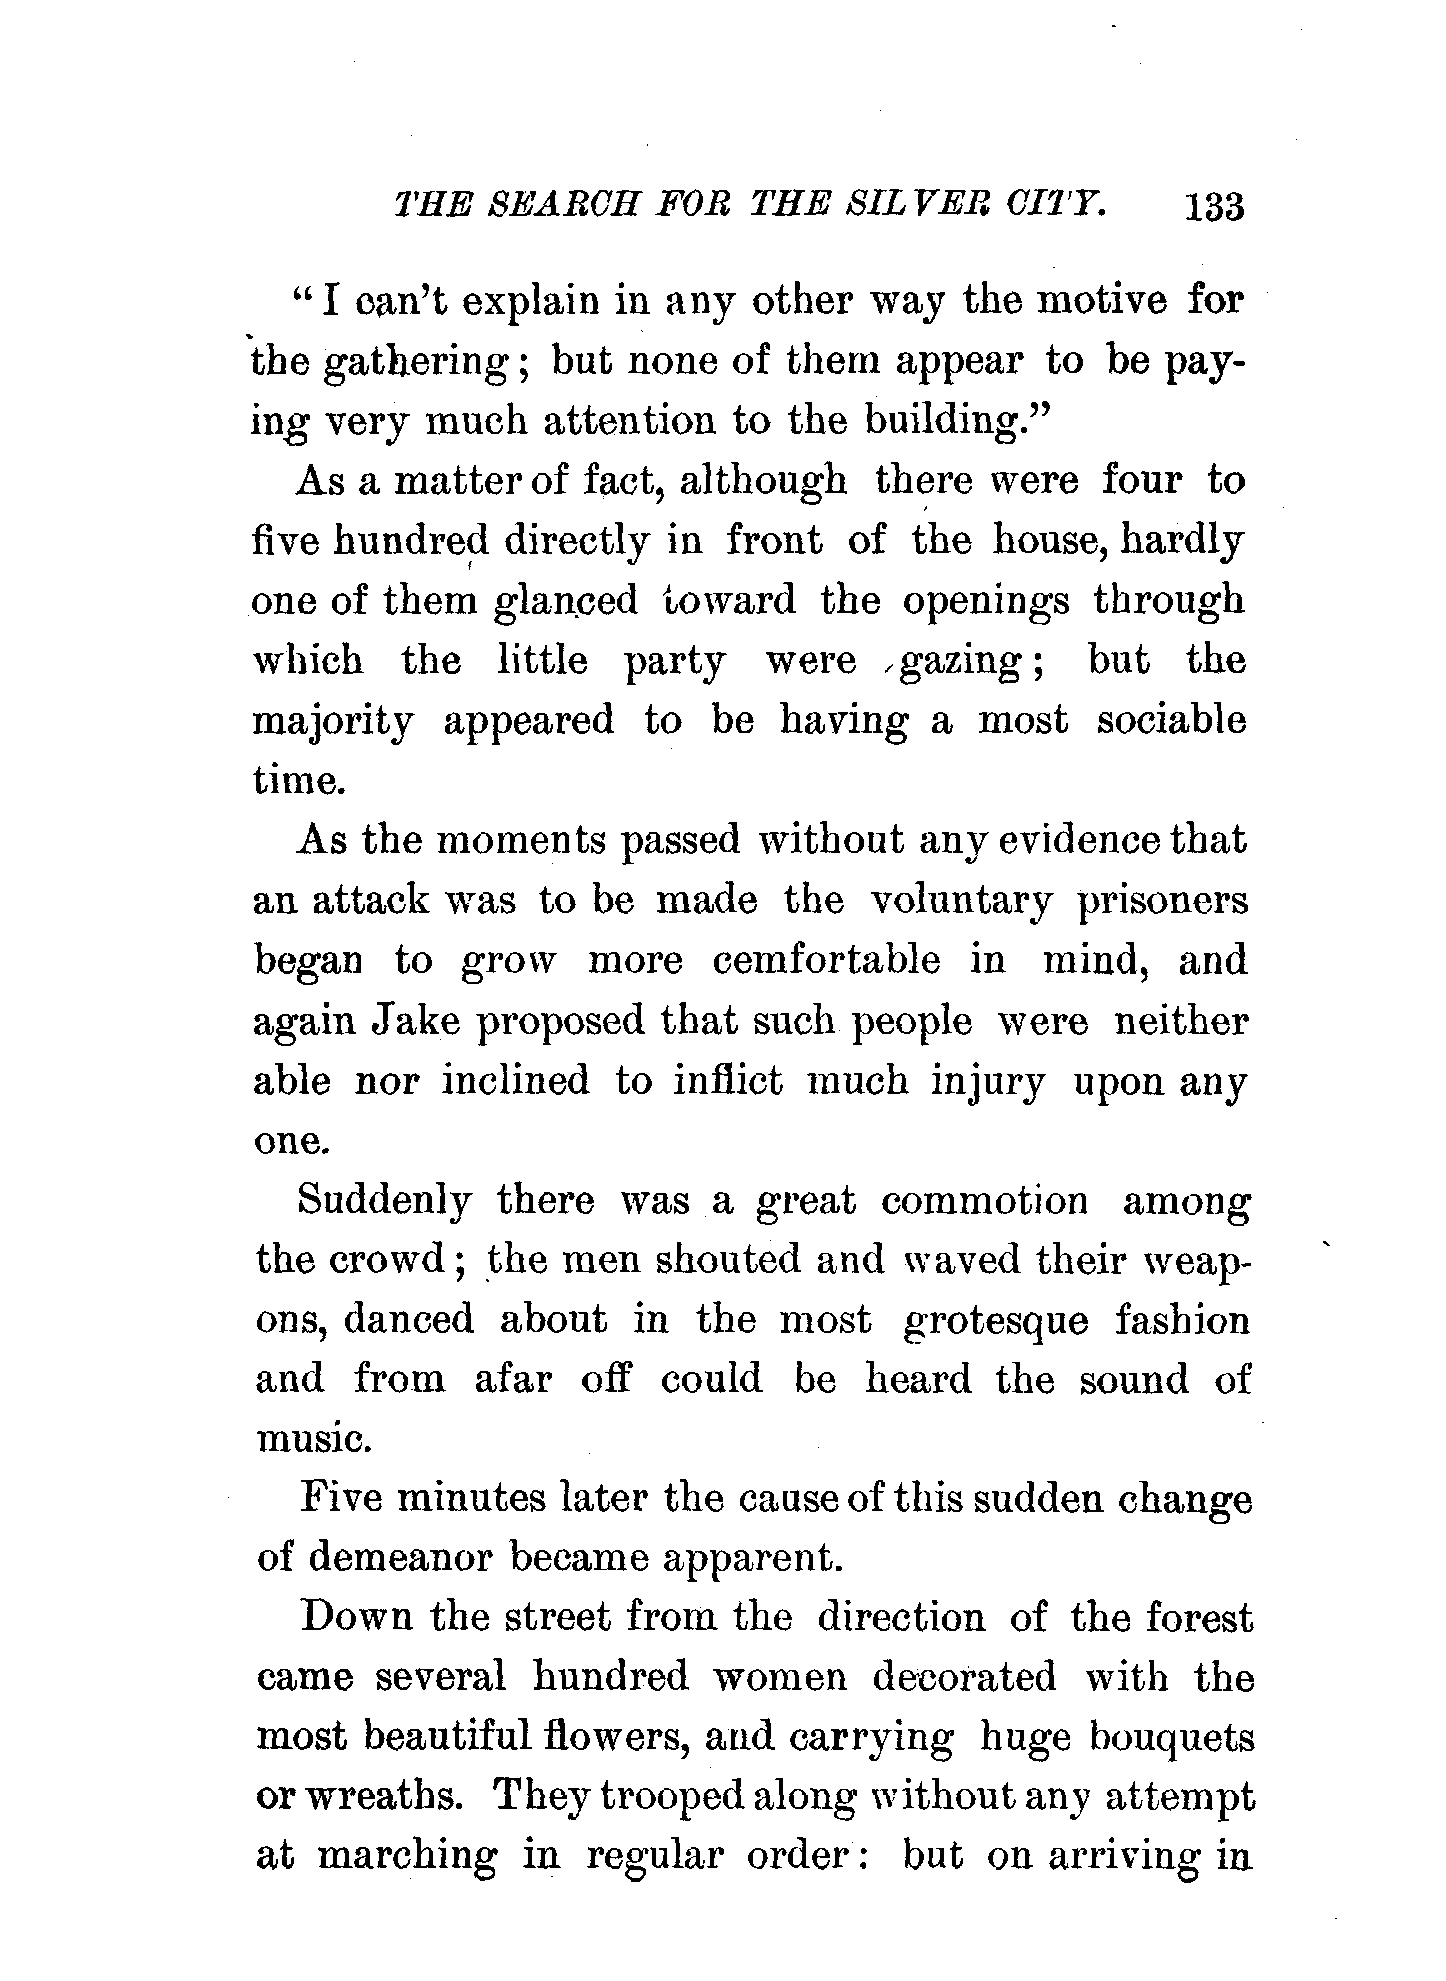 THE SEARCH FOR THE SILVER CITY. 133
"I can't explain in any other way the motive for
the gathering; but none of them appear to be pay-
ing very much attention to the building."
As a matter of fact, although there were four to
five hundred directly in front of the house, hardly
one of them glanced toward the openings through
which the little party were gazing; but the
majority appeared to be having a most sociable
time.
As the moments passed without any evidence that
an attack was to be made the voluntary prisoners
began to grow more cemfortable in mind, and
again Jake proposed that such people were neither
able nor inclined to inflict much injury upon any
one.
Suddenly there was a great commotion among
the crowd; the men shouted and waved their weap-
ons, danced about in the most grotesque fashion
and from afar off could be heard the sound of
music.
Five minutes later the cause of this sudden change
of demeanor became apparent.
Down the street from the direction of the forest
came several hundred women decorated with the
most beautiful flowers, and carrying huge bouquets
or wreaths. They trooped along without any attempt
at marching in regular order: but on arriving in